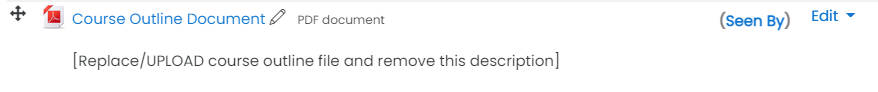 Course Outline Document PDF document (Seen By) Edit
[Replace/UPLOAD course outline file and remove this description]